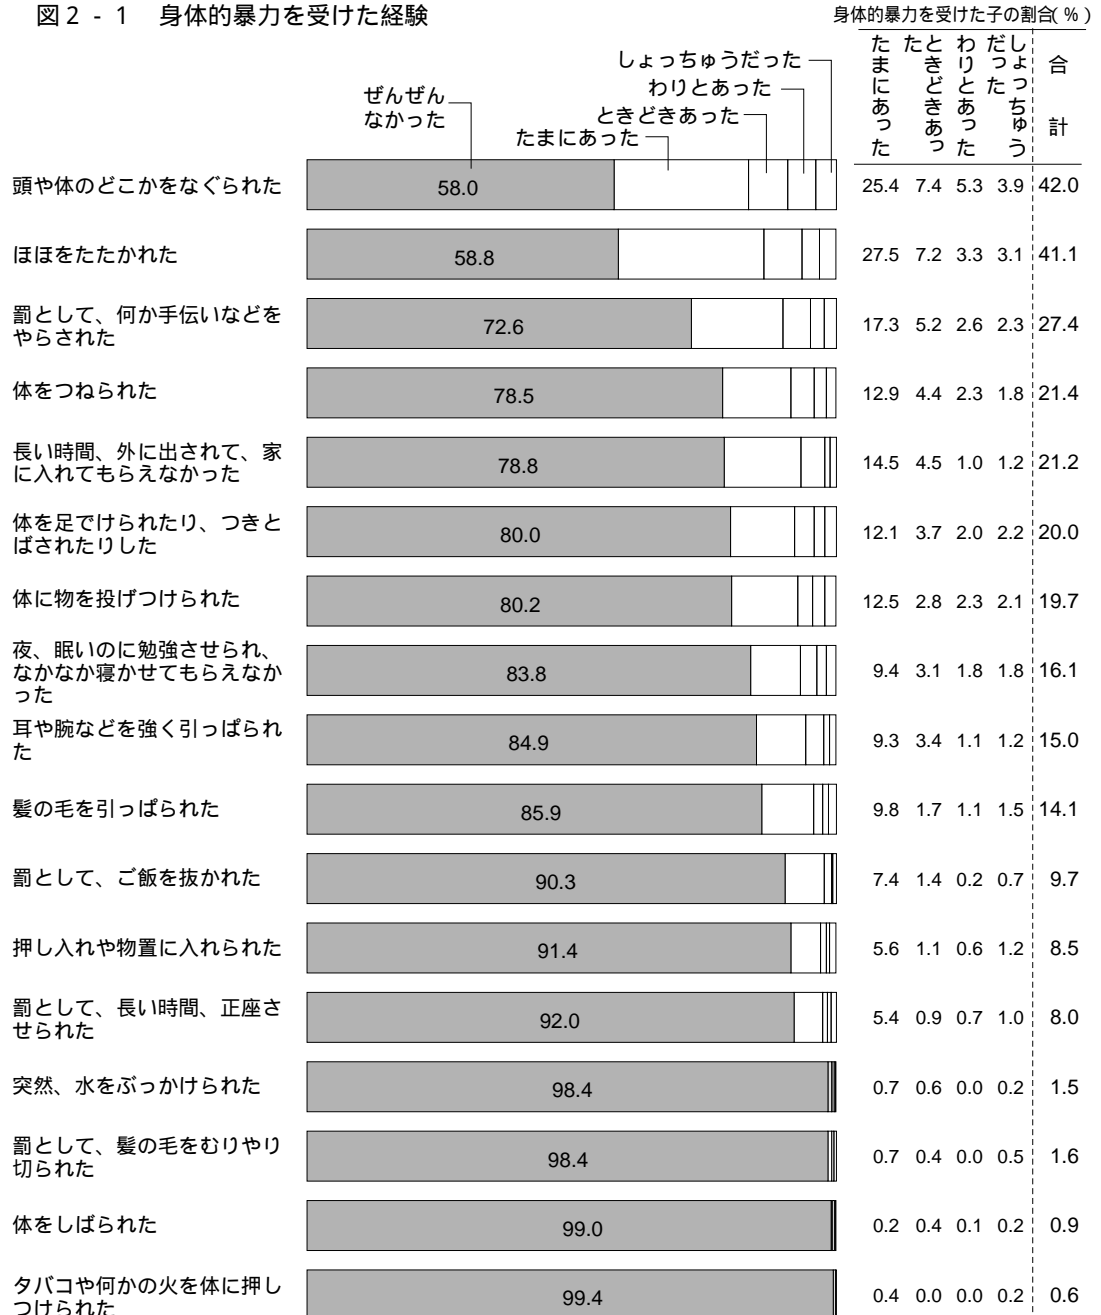 図2-1 身体的暴力を受けた経験
身体的暴力を受けた子の割合(%)
ぜんぜん
なかった
たまにあった
ときどきあった
わりとあった
しょっちゅうだった
たまにあった
ときどきあっ
た
わりとあった
しょっちゅう
だった
合計
頭や体のどこかをなぐられた 58.0 25.4 7.4 5.3 3.9 42.0
ほほをたたかれた 58.8 27.5 7.2 3.3 3.1 41.1
罰として、何か手伝いなどを
やらされた 72.6 17.3 5.2 2.6 2.3 27.4
体をつねられた 78.5 12.9 4.4 2.3 1.8 21.4
長い時間、外に出されて、家
に入れてもらえなかった 78.8 14.5 4.5 1.0 1.2 21.2
体を足でけられたり、つきと
ばされたりした 80.0 12.1 3.7 2.0 2.2 20.0
体に物を投げつけられた 80.2 12.5 2.8 2.3 2.1 19.7
夜、眠いのに勉強させられ、
なかなか寝かせてもらえなか
った 83.8 9.4 3.1 1.8 1.8 16.1
耳や腕などを強く引っぱられ
た 84.9 9.3 3.4 1.1 1.2 15.0
髪の毛を引っぱられた 85.9 9.8 1.7 1.1 1.5 14.1
罰として、ご飯を抜かれた 90.3 7.4 1.4 0.2 0.7 9.7
押し入れや物置に入れられた 91.4 5.6 1.1 0.6 1.2 8.5
罰として、長い時間、正座さ
せられた 92.0 5.4 0.9 0.7 1.0 8.0
突然、水をぶっかけられた 98.4 0.7 0.6 0.0 0.2 1.5
罰として、髪の毛をむりやり
切られた 98.4 0.7 0.4 0.0 0.5 1.6
体をしばられた 99.0 0.2 0.4 0.1 0.2 0.9
タバコや何かの火を体に押し
つけられた 99.4 0.4 0.0 0.0 0.2 0.6